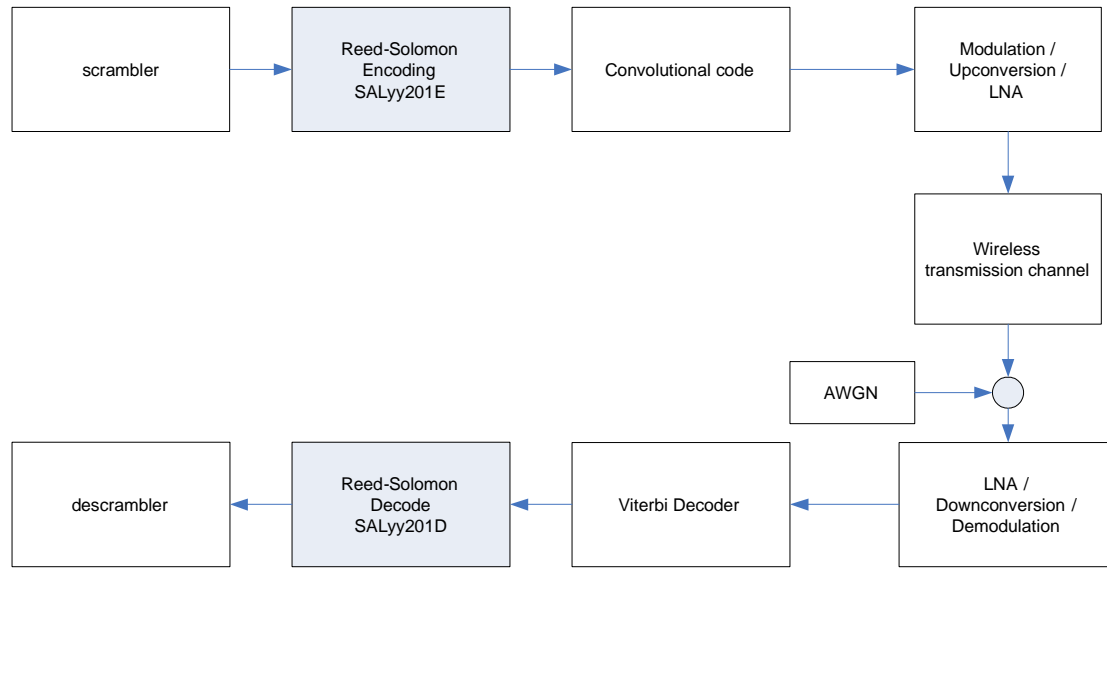 scrambler
Reed-Solomon
Encoding
SALyy201E
Convolutional code
Modulation /
Upconversion /
LNA
Wireless
transmission channel
AWGN
descrambler
Reed-Solomon
Decode
SALyy201D
Viterbi Decoder
LNA /
Downconversion /
Demodulation